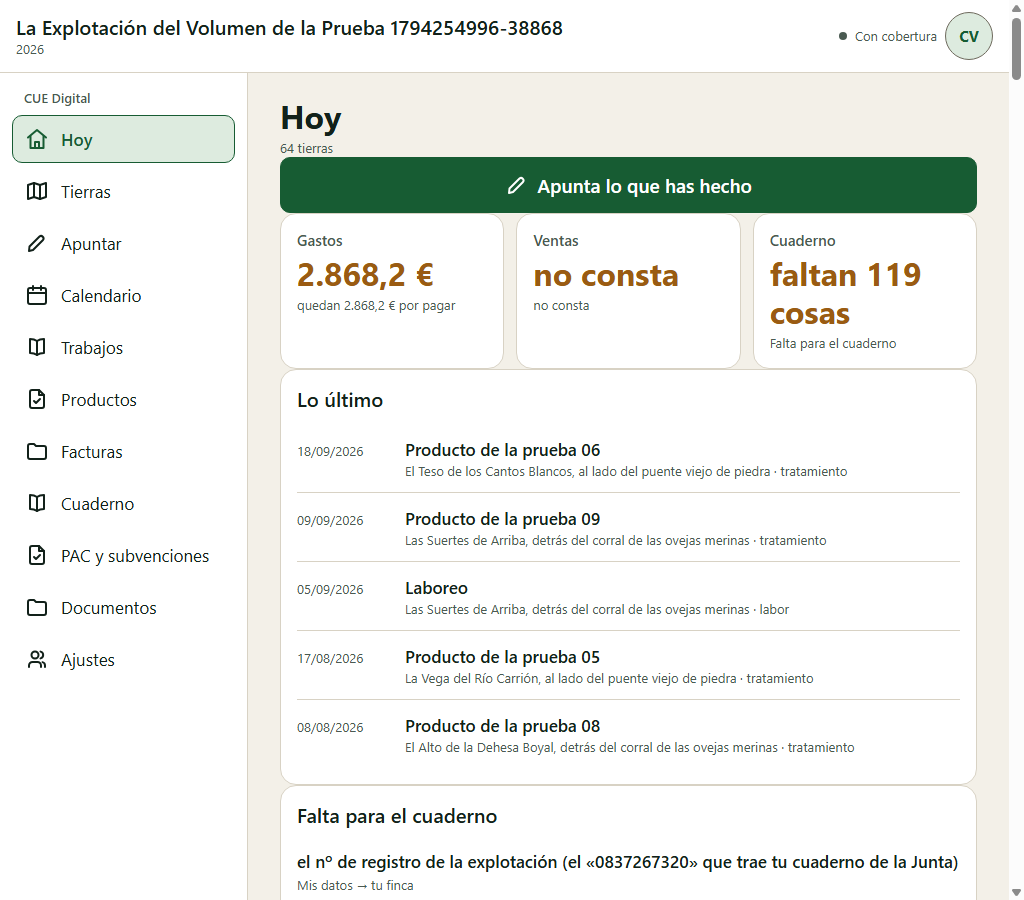 La Explotación del Volumen de la Prueba 1794254996-38868
2026
Con cobertura
CV
CUE Digital
Hoy
Tierras
Apuntar
Calendario
Trabajos
Productos
Facturas
Cuaderno
PAC y subvenciones
Documentos
Ajustes
Hoy
64 tierras
Apunta lo que has hecho
Gastos
2.868,2 €
quedan 2.868,2 € por pagar
Ventas
no consta
no consta
Cuaderno
faltan 119
cosas
Falta para el cuaderno
Lo último
18/09/2026
Producto de la prueba 06
El Teso de los Cantos Blancos, al lado del puente viejo de piedra · tratamiento
09/09/2026
Producto de la prueba 09
Las Suertes de Arriba, detrás del corral de las ovejas merinas · tratamiento
05/09/2026
Laboreo
Las Suertes de Arriba, detrás del corral de las ovejas merinas · labor
17/08/2026
Producto de la prueba 05
La Vega del Río Carrión, al lado del puente viejo de piedra · tratamiento
08/08/2026
Producto de la prueba 08
El Alto de la Dehesa Boyal, detrás del corral de las ovejas merinas · tratamiento
Falta para el cuaderno
el nº de registro de la explotación (el «0837267320» que trae tu cuaderno de la Junta)
Mis datos → tu finca